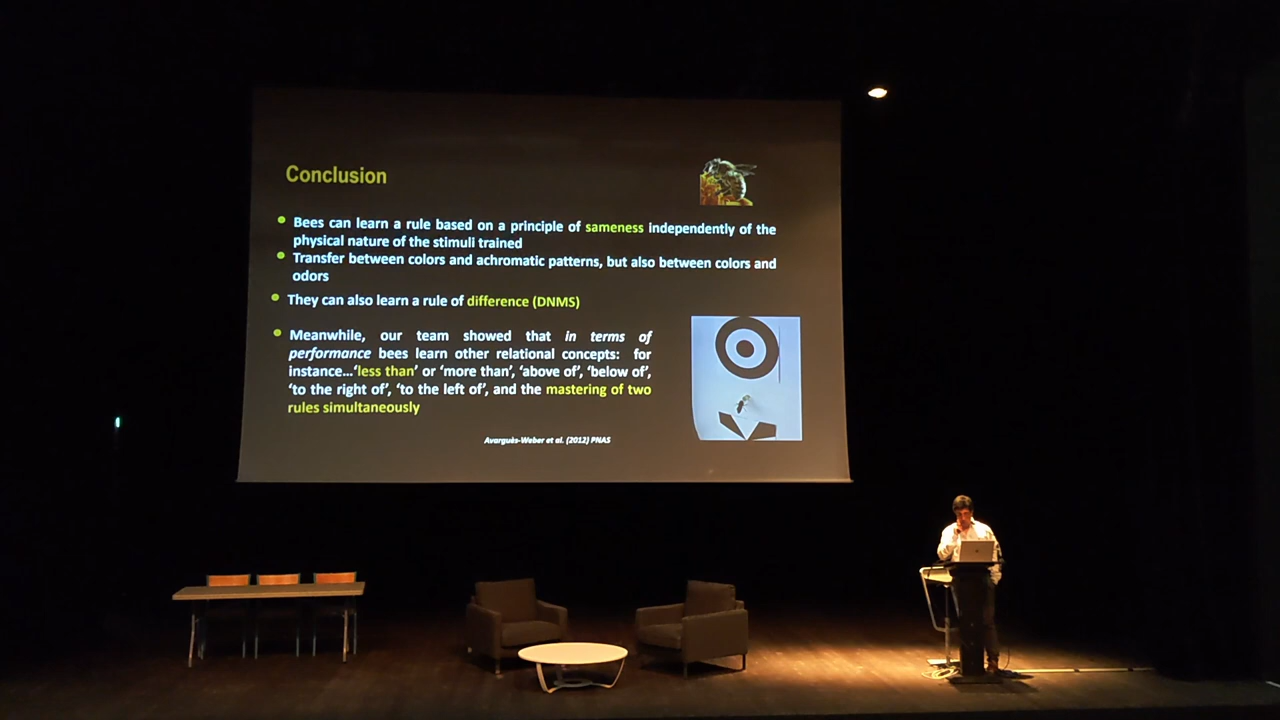 Conclusion
Bees can learn a rule based on a principle of sameness independently of the
physical nature of the stimuli trained
Transfer between colors and achromatic patterns, but also between colors and
odors
They can also learn a rule of difference (DNMS)
Meanwhile, our team showed that in terms of
performance bees learn other relational concepts: for
instance...‘less than’ or ‘more than’, ‘above of’, ‘below of’,
‘to the right of’, ‘to the left of’, and the mastering of two
rules simultaneously
Avarguès-Weber et al. (2012) PNAS